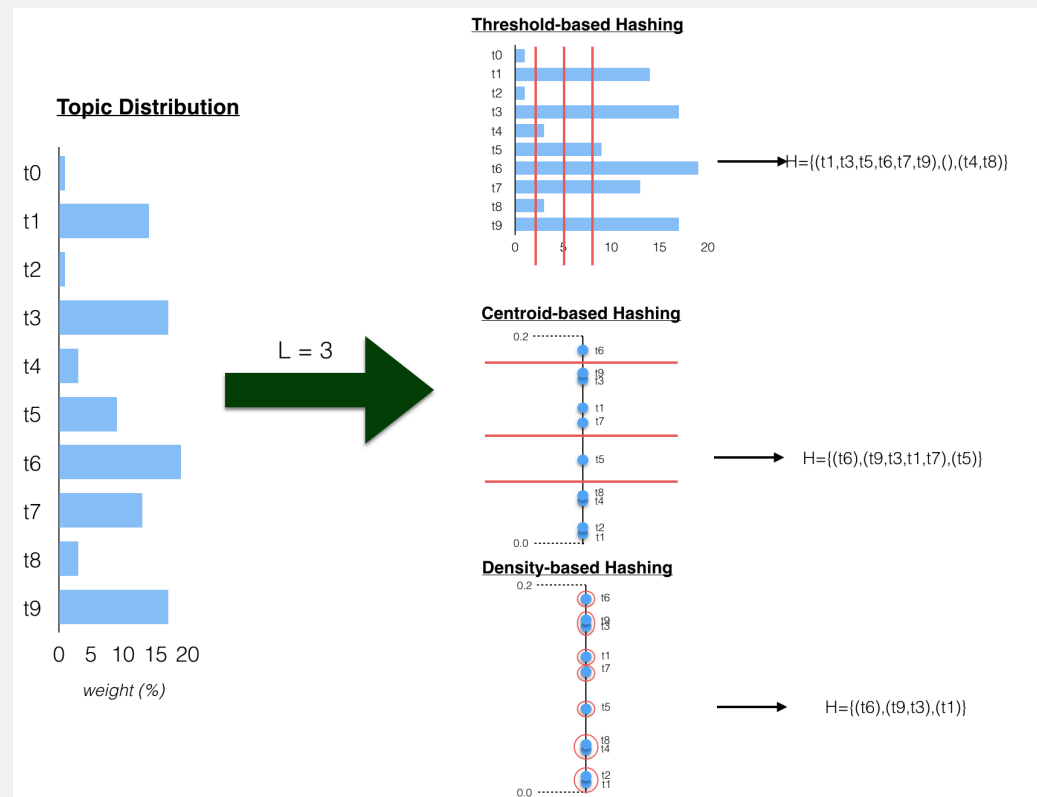 Topic Distribution
t0
t1
t2
t3
t4
t5
t6
t7
t8
t9
0 5 10 15 20
weight (%)
L = 3
Threshold-based Hashing
t0
t1
t2
t3
t4
t5
t6
t7
t8
t9
0 5 10 15 20
H={(t1,t3,t5,t6,t7,t9),(),(t4,t8)}
Centroid-based Hashing
0.2
t6
t9
t3
t1
t7
t5
t8
t4
t2
t1
0.0
H={(t6),(t9,t3,t1,t7),(t5)}
Density-based Hashing
0.2
t6
t9
t3
t1
t7
t5
t8
t4
t2
t1
0.0
H={(t6),(t9,t3),(t1)}